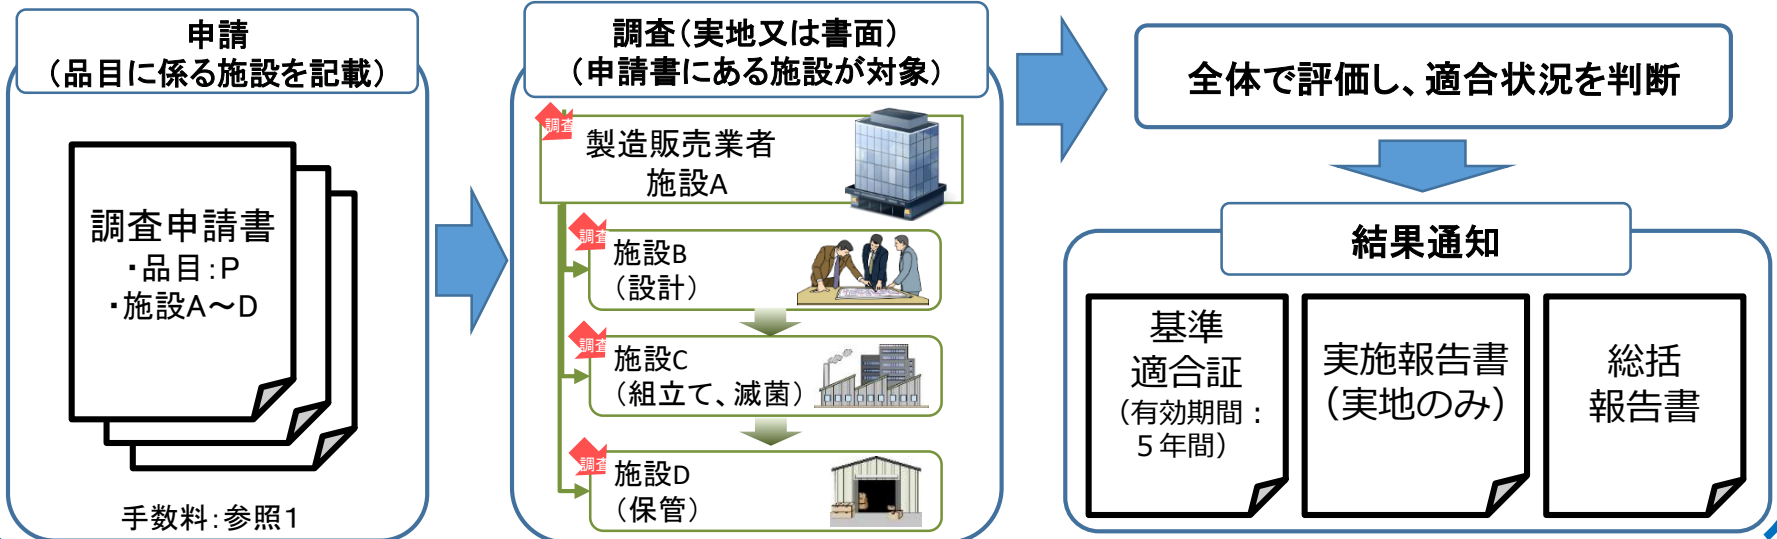 申請
（品目に係る施設を記載）
調査申請書
・品目：P
・施設A～D
手数料：参照1
調査（実地又は書面）
（申請書にある施設が対象）
調査
製造販売業者
施設A
調査
施設B
（設計）
調査
施設C
（組立て、滅菌）
調査
施設D
（保管）
全体で評価し、適合状況を判断
結果通知
基準
適合証
（有効期間：
５年間）
実施報告書
（実地のみ）
総括
報告書